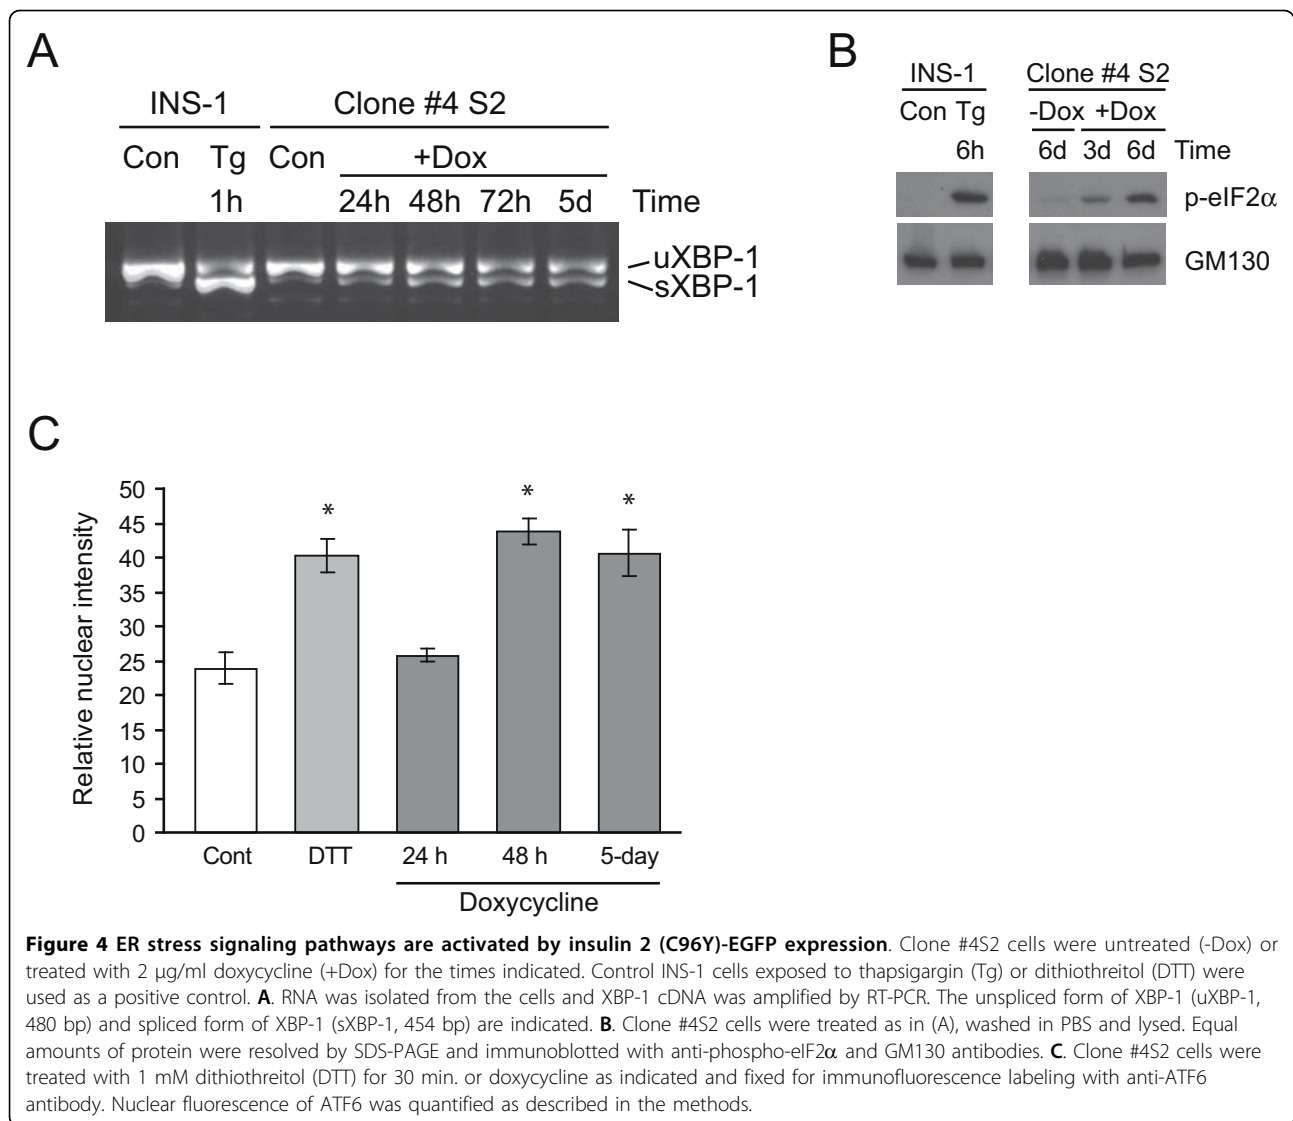 A
INS-1 Clone #4 S2
Con Tg Con +Dox
1h 24h 48h 72h 5d Time
uXBP-1
sXBP-1
B
INS-1 Clone #4 S2
Con Tg -Dox +Dox
6h 6d 3d 6d Time
p-eIF2α
GM130
C
Relative nuclear intensity
50
45
40
35
30
25
20
15
10
5
0
* * *
Cont DTT 24 h 48 h 5-day
Doxycycline
Figure 4 ER stress signaling pathways are activated by insulin 2 (C96Y)-EGFP expression. Clone #4S2 cells were untreated (-Dox) or
treated with 2 μg/ml doxycycline (+Dox) for the times indicated. Control INS-1 cells exposed to thapsigargin (Tg) or dithiothreitol (DTT) were
used as a positive control. A. RNA was isolated from the cells and XBP-1 cDNA was amplified by RT-PCR. The unspliced form of XBP-1 (uXBP-1,
480 bp) and spliced form of XBP-1 (sXBP-1, 454 bp) are indicated. B. Clone #4S2 cells were treated as in (A), washed in PBS and lysed. Equal
amounts of protein were resolved by SDS-PAGE and immunoblotted with anti-phospho-eIF2α and GM130 antibodies. C. Clone #4S2 cells were
treated with 1 mM dithiothreitol (DTT) for 30 min. or doxycycline as indicated and fixed for immunofluorescence labeling with anti-ATF6
antibody. Nuclear fluorescence of ATF6 was quantified as described in the methods.